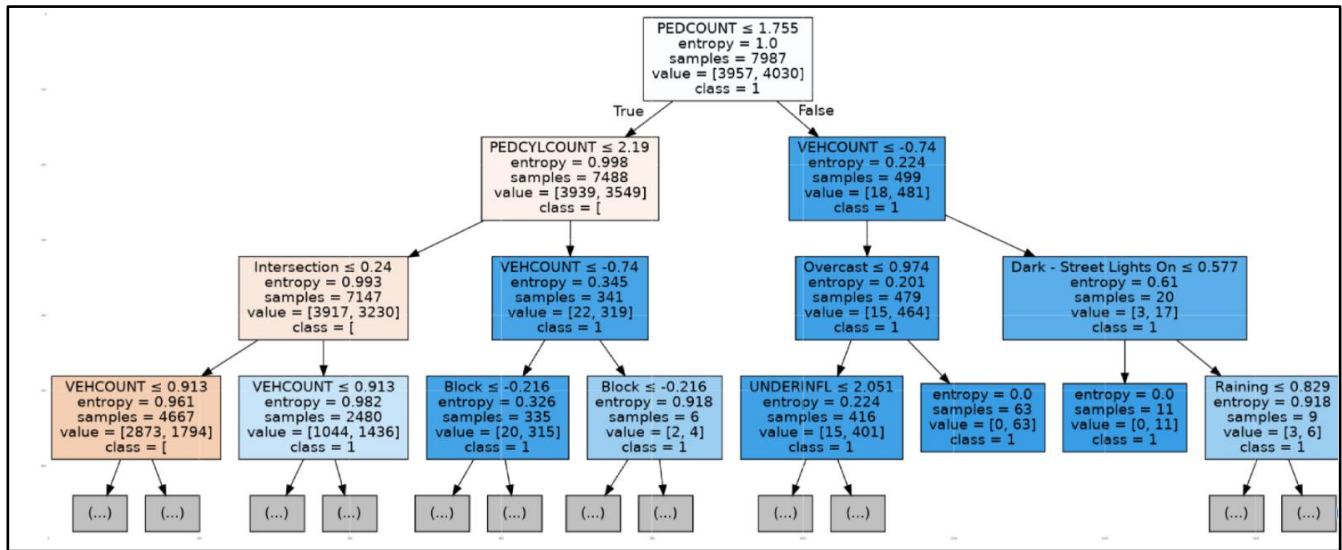 PEDCOUNT ≤ 1.755
entropy = 1.0
samples = 7987
value = [3957, 4030]
class = 1
True
False
PEDCYLCOUNT ≤ 2.19
entropy = 0.998
samples = 7488
value = [3939, 3549]
class = [
VEHCOUNT ≤ -0.74
entropy = 0.224
samples = 499
value = [18, 481]
class = 1
Intersection ≤ 0.24
entropy = 0.993
samples = 7147
value = [3917, 3230]
class = [
VEHCOUNT ≤ -0.74
entropy = 0.345
samples = 341
value = [22, 319]
class = 1
Overcast ≤ 0.974
entropy = 0.201
samples = 479
value = [15, 464]
class = 1
Dark - Street Lights On ≤ 0.577
entropy = 0.61
samples = 20
value = [3, 17]
class = 1
VEHCOUNT ≤ 0.913
entropy = 0.961
samples = 4667
value = [2873, 1794]
class = [
VEHCOUNT ≤ 0.913
entropy = 0.982
samples = 2480
value = [1044, 1436]
class = 1
Block ≤ -0.216
entropy = 0.326
samples = 335
value = [20, 315]
class = 1
Block ≤ -0.216
entropy = 0.918
samples = 6
value = [2, 4]
class = 1
UNDERINFL ≤ 2.051
entropy = 0.224
samples = 416
value = [15, 401]
class = 1
entropy = 0.0
samples = 63
value = [0, 63]
class = 1
entropy = 0.0
samples = 11
value = [0, 11]
class = 1
Raining ≤ 0.829
entropy = 0.918
samples = 9
value = [3, 6]
class = 1
(...)
(...)
(...)
(...)
(...)
(...)
(...)
(...)
(...)
(...)
(...)
(...)